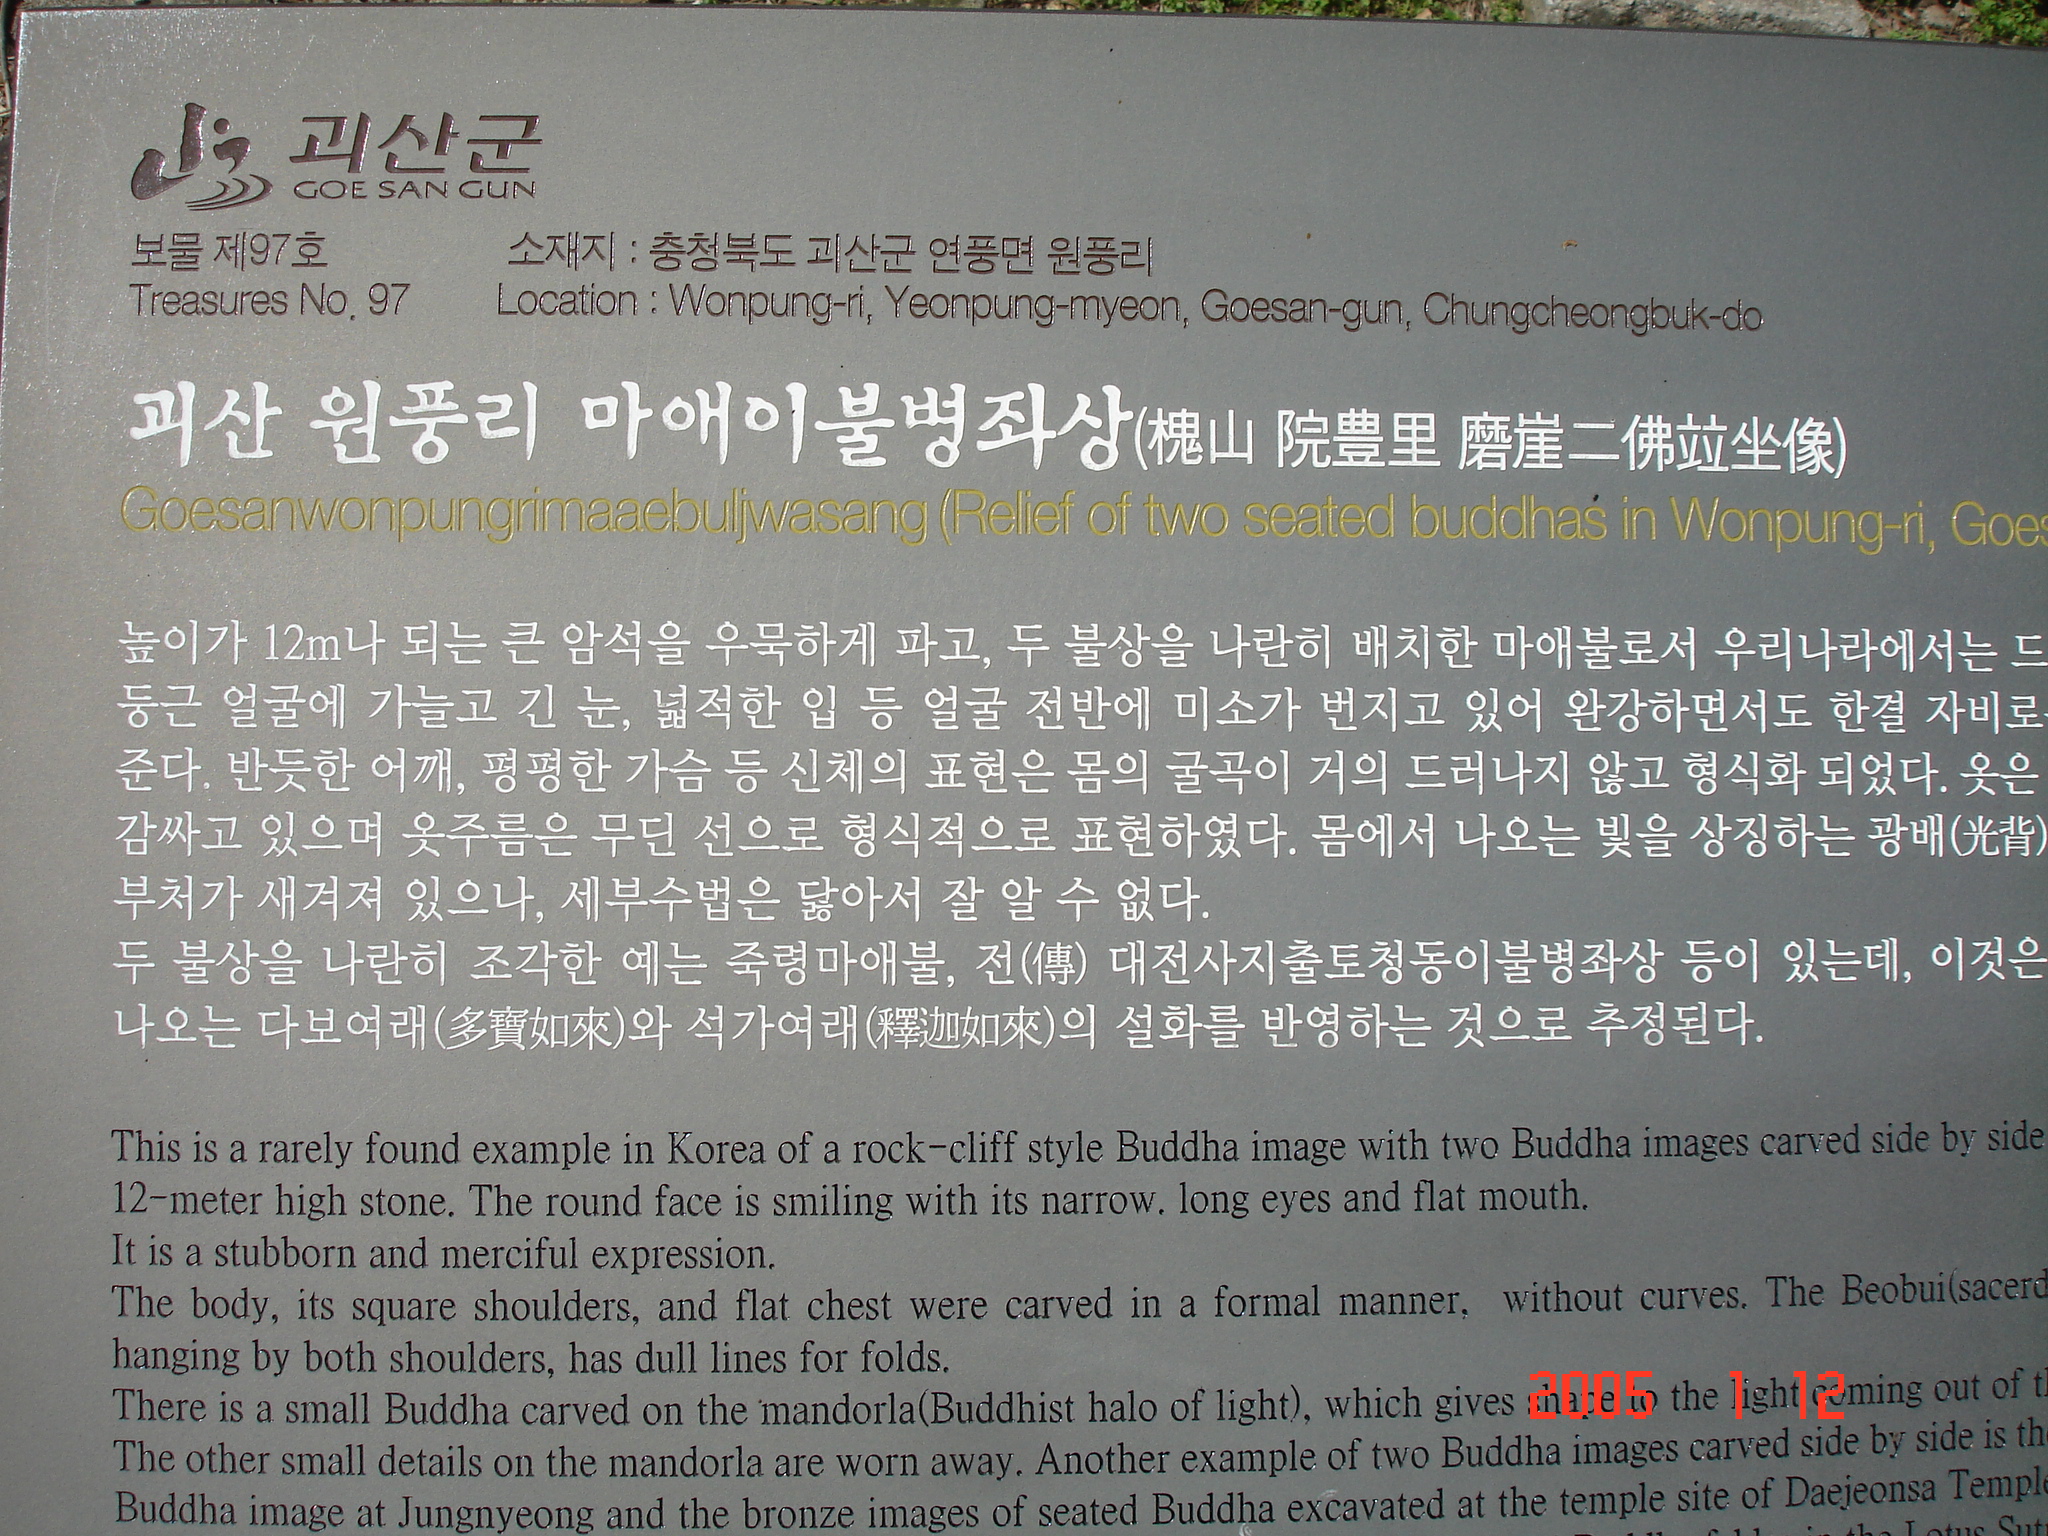 괴산군
GOE SAN GUN
보물 제97호 소재지 : 충청북도 괴산군 연풍면 원풍리
Treasures No. 97 Location : Wonpung-ri, Yeonpung-myeon, Goesan-gun, Chungcheongbuk-do
괴산 원풍리 마애이불병좌상(槐山 院豊里 磨崖二佛竝坐像)
Goesanwonpungrimaaebuljwasang (Relief of two seated buddhas in Wonpung-ri, Goes
높이가 12m나 되는 큰 암석을 우묵하게 파고, 두 불상을 나란히 배치한 마애불로서 우리나라에서는 드
둥근 얼굴에 가늘고 긴 눈, 넓적한 입 등 얼굴 전반에 미소가 번지고 있어 완강하면서도 한결 자비로
준다. 반듯한 어깨, 평평한 가슴 등 신체의 표현은 몸의 굴곡이 거의 드러나지 않고 형식화 되었다. 옷은
감싸고 있으며 옷주름은 무딘 선으로 형식적으로 표현하였다. 몸에서 나오는 빛을 상징하는 광배(光背)
부처가 새겨져 있으나, 세부수법은 닳아서 잘 알 수 없다.
두 불상을 나란히 조각한 예는 죽령마애불, 전(傳) 대전사지출토청동이불병좌상 등이 있는데, 이것은
나오는 다보여래(多寶如來)와 석가여래(釋迦如來)의 설화를 반영하는 것으로 추정된다.
This is a rarely found example in Korea of a rock-cliff style Buddha image with two Buddha images carved side by side
12-meter high stone. The round face is smiling with its narrow. long eyes and flat mouth.
It is a stubborn and merciful expression.
The body, its square shoulders, and flat chest were carved in a formal manner, without curves. The Beobui(sacerd
hanging by both shoulders, has dull lines for folds.
There is a small Buddha carved on the mandorla(Buddhist halo of light), which gives shape to the light coming out of th
The other small details on the mandorla are worn away. Another example of two Buddha images carved side by side is the
Buddha image at Jungnyeong and the bronze images of seated Buddha excavated at the temple site of Daejeonsa Temple
in the Lotus Sut
2005 1 12